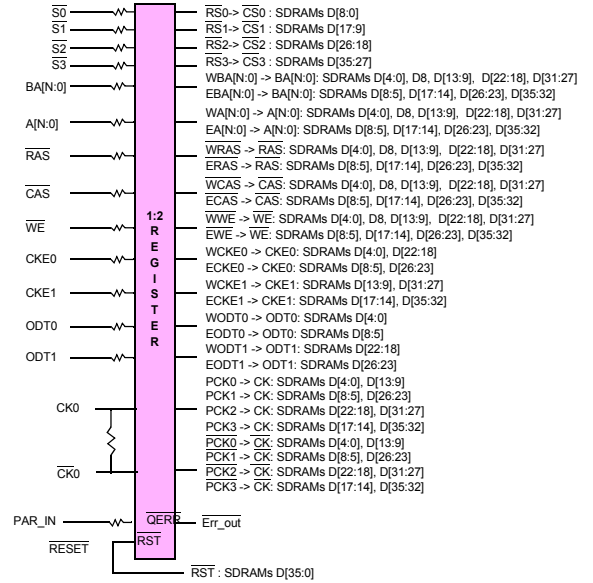 S0
S1
S2
S3
BA[N:0]
A[N:0]
RAS
CAS
WE
CKE0
CKE1
ODT0
ODT1
CK0
CK0
PAR_IN
RESET
1:2
R
E
G
I
S
T
E
R
QERR
RST
RS0-> CS0 : SDRAMs D[8:0]
RS1-> CS1 : SDRAMs D[17:9]
RS2-> CS2 : SDRAMs D[26:18]
RS3-> CS3 : SDRAMs D[35:27]
WBA[N:0] -> BA[N:0]: SDRAMs D[4:0], D8, D[13:9], D[22:18], D[31:27]
EBA[N:0] -> BA[N:0]: SDRAMs D[8:5], D[17:14], D[26:23], D[35:32]
WA[N:0] -> A[N:0]: SDRAMs D[4:0], D8, D[13:9], D[22:18], D[31:27]
EA[N:0] -> A[N:0]: SDRAMs D[8:5], D[17:14], D[26:23], D[35:32]
WRAS -> RAS: SDRAMs D[4:0], D8, D[13:9], D[22:18], D[31:27]
ERAS -> RAS: SDRAMs D[8:5], D[17:14], D[26:23], D[35:32]
WCAS -> CAS: SDRAMs D[4:0], D8, D[13:9], D[22:18], D[31:27]
ECAS -> CAS: SDRAMs D[8:5], D[17:14], D[26:23], D[35:32]
WWE -> WE: SDRAMs D[4:0], D8, D[13:9], D[22:18], D[31:27]
EWE -> WE: SDRAMs D[8:5], D[17:14], D[26:23], D[35:32]
WCKE0 -> CKE0: SDRAMs D[4:0], D[22:18]
ECKE0 -> CKE0: SDRAMs D[8:5], D[26:23]
WCKE1 -> CKE1: SDRAMs D[13:9], D[31:27]
ECKE1 -> CKE1: SDRAMs D[17:14], D[35:32]
WODT0 -> ODT0: SDRAMs D[4:0]
EODT0 -> ODT0: SDRAMs D[8:5]
WODT1 -> ODT1: SDRAMs D[22:18]
EODT1 -> ODT1: SDRAMs D[26:23]
PCK0 -> CK: SDRAMs D[4:0], D[13:9]
PCK1 -> CK: SDRAMs D[8:5], D[26:23]
PCK2 -> CK: SDRAMs D[22:18], D[31:27]
PCK3 -> CK: SDRAMs D[17:14], D[35:32]
PCK0 -> CK: SDRAMs D[4:0], D[13:9]
PCK1 -> CK: SDRAMs D[8:5], D[26:23]
PCK2 -> CK: SDRAMs D[22:18], D[31:27]
PCK3 -> CK: SDRAMs D[17:14], D[35:32]
Err_out
RST : SDRAMs D[35:0]